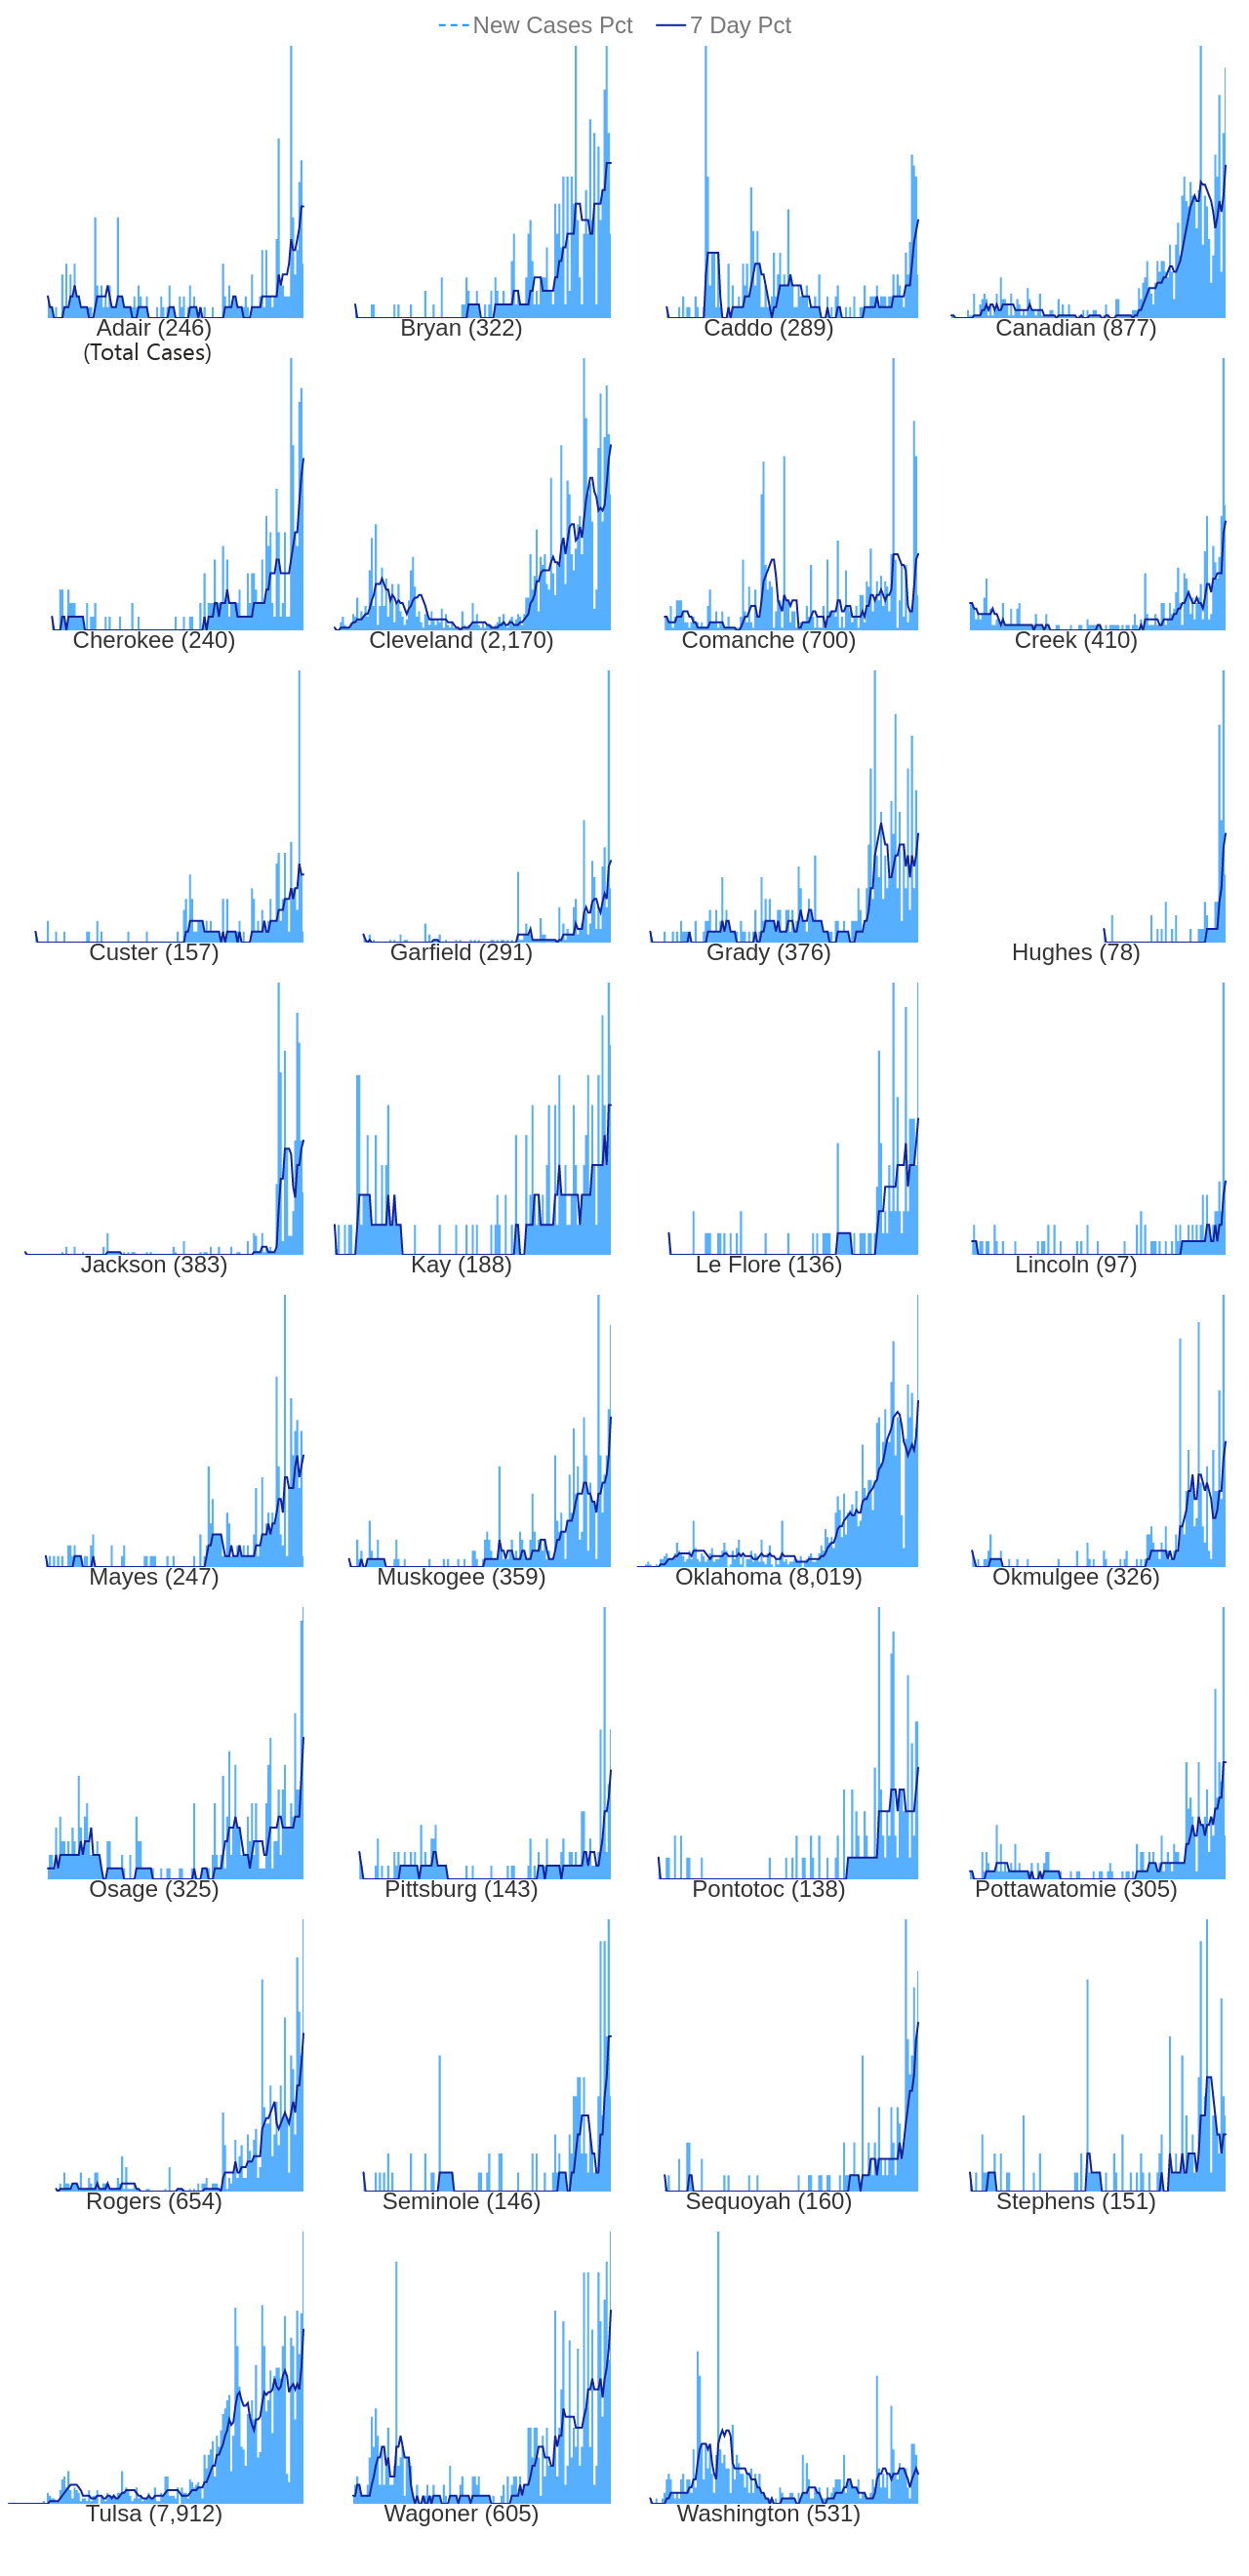 New Cases Pct 7 Day Pct
Adair (246) Bryan (322) Caddo (289) Canadian (877)
(Total Cases)
Cherokee (240) Cleveland (2,170) Comanche (700) Creek (410)
Custer (157) Garfield (291) Grady (376) Hughes (78)
Jackson (383) Kay (188) Le Flore (136) Lincoln (97)
Mayes (247) Muskogee (359) Oklahoma (8,019) Okmulgee (326)
Osage (325) Pittsburg (143) Pontotoc (138) Pottawatomie (305)
Rogers (654) Seminole (146) Sequoyah (160) Stephens (151)
Tulsa (7,912) Wagoner (605) Washington (531)